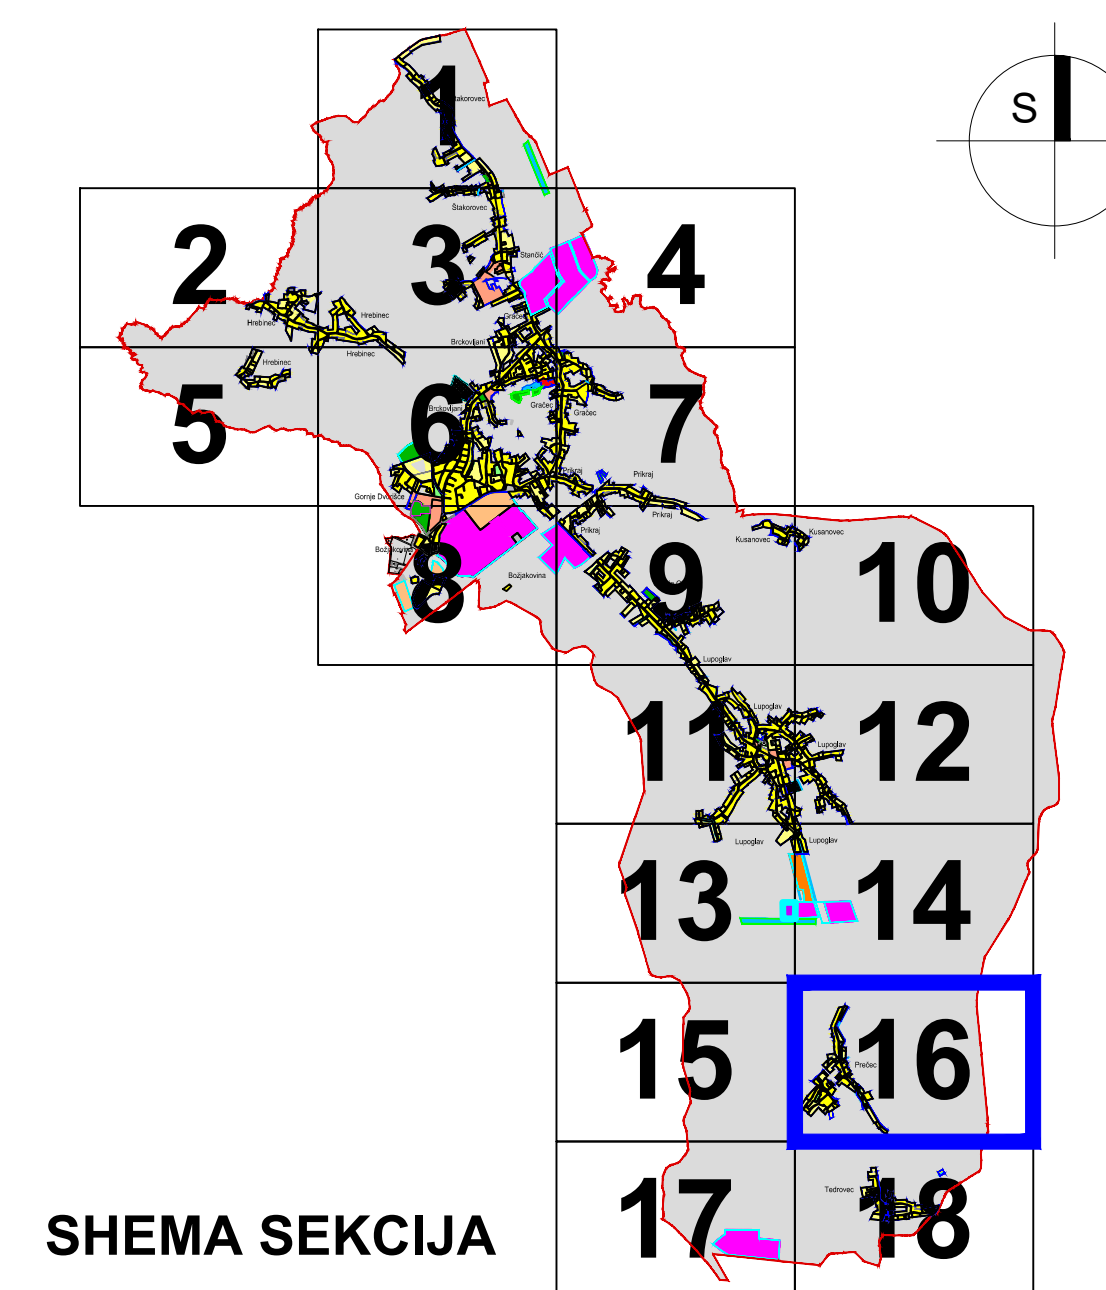 1
Štakorovec
S
Štakorovec
2
3
4
Stančić
Hrebinec
Hrebinec
Gračec
Brckovljani
Hrebinec
Hrebinec
5
6
7
Brckovljani
Gračec
Gračec
Prikraj
Prikraj
Gornje Dvorišče
Prikraj
Prikraj
Kusanovec
Kusanovec
Božjakovina
8
Božjakovina
9
10
Lupoglav
11
Lupoglav
12
Lupoglav
Lupoglav
Lupoglav
13
14
15
16
Prečec
17
Tedrovec
18
SHEMA SEKCIJA